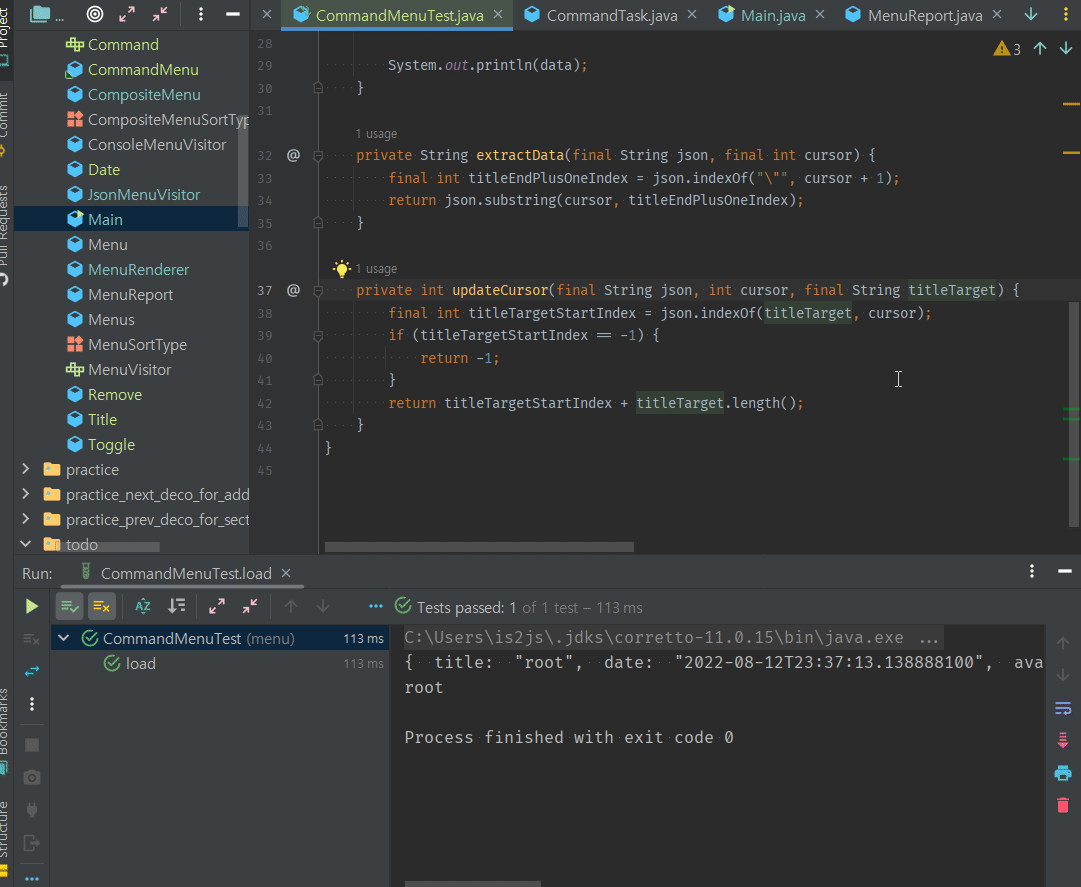 Project
...
CommandMenuTest.java
CommandTask.java
Main.java
MenuReport.java
Commit
Pull Requests
Bookmarks
Structure
Command
CommandMenu
CompositeMenu
CompositeMenuSortTyp
ConsoleMenuVisitor
Date
JsonMenuVisitor
Main
Menu
MenuRenderer
MenuReport
Menus
MenuSortType
MenuVisitor
Remove
Title
Toggle
practice
practice_next_deco_for_add
practice_prev_deco_for_sect
todo
3
28
29 System.out.println(data);
30 }
31
1 usage
32 @ private String extractData(final String json, final int cursor) {
33 final int titleEndPlusOneIndex = json.indexOf("\"", cursor + 1);
34 return json.substring(cursor, titleEndPlusOneIndex);
35 }
36
1 usage
37 @ private int updateCursor(final String json, int cursor, final String titleTarget) {
38 final int titleTargetStartIndex = json.indexOf(titleTarget, cursor);
39 if (titleTargetStartIndex == -1) {
40 return -1;
41 }
42 return titleTargetStartIndex + titleTarget.length();
43 }
44 }
45
Run: CommandMenuTest.load
Tests passed: 1 of 1 test – 113 ms
CommandMenuTest (menu) 113 ms
load 113 ms
C:\Users\is2js\.jdks\corretto-11.0.15\bin\java.exe ...
{ title: "root", date: "2022-08-12T23:37:13.138888100", ava
root
Process finished with exit code 0